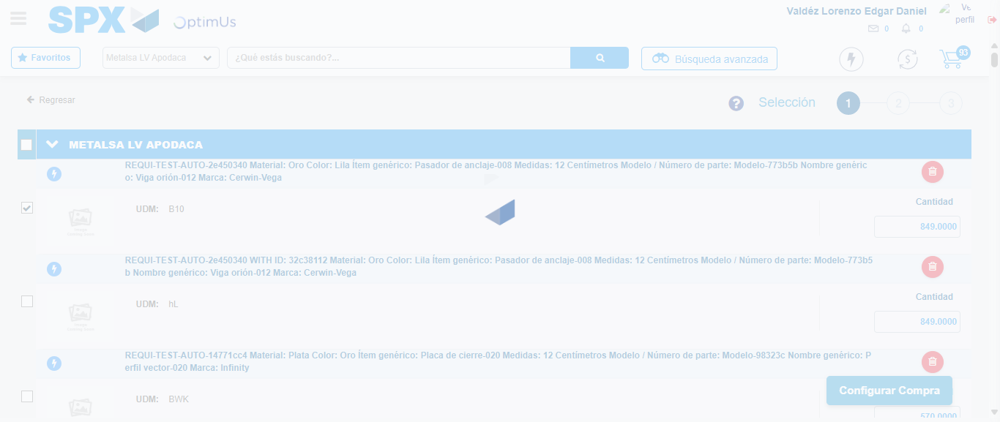 SPX OptimUs
Valdéz Lorenzo Edgar Daniel
Ve
perfil
0 0
Favoritos
Metalsa LV Apodaca
¿Qué estás buscando?...
Búsqueda avanzada
$
93
Regresar
? Selección 1 2 3
METALSA LV APODACA
REQUI-TEST-AUTO-2e450340 Material: Oro Color: Lila Ítem genérico: Pasador de anclaje-008 Medidas: 12 Centímetros Modelo / Número de parte: Modelo-773b5b Nombre genéric
o: Viga orión-012 Marca: Cerwin-Vega
UDM: B10
Cantidad
849.0000
REQUI-TEST-AUTO-2e450340 WITH ID: 32c38112 Material: Oro Color: Lila Ítem genérico: Pasador de anclaje-008 Medidas: 12 Centímetros Modelo / Número de parte: Modelo-773b5
b Nombre genérico: Viga orión-012 Marca: Cerwin-Vega
UDM: hL
Cantidad
849.0000
REQUI-TEST-AUTO-14771cc4 Material: Plata Color: Oro Ítem genérico: Placa de cierre-020 Medidas: 12 Centímetros Modelo / Número de parte: Modelo-98323c Nombre genérico: P
erfil vector-020 Marca: Infinity
Configurar Compra
UDM: BWK
570.0000